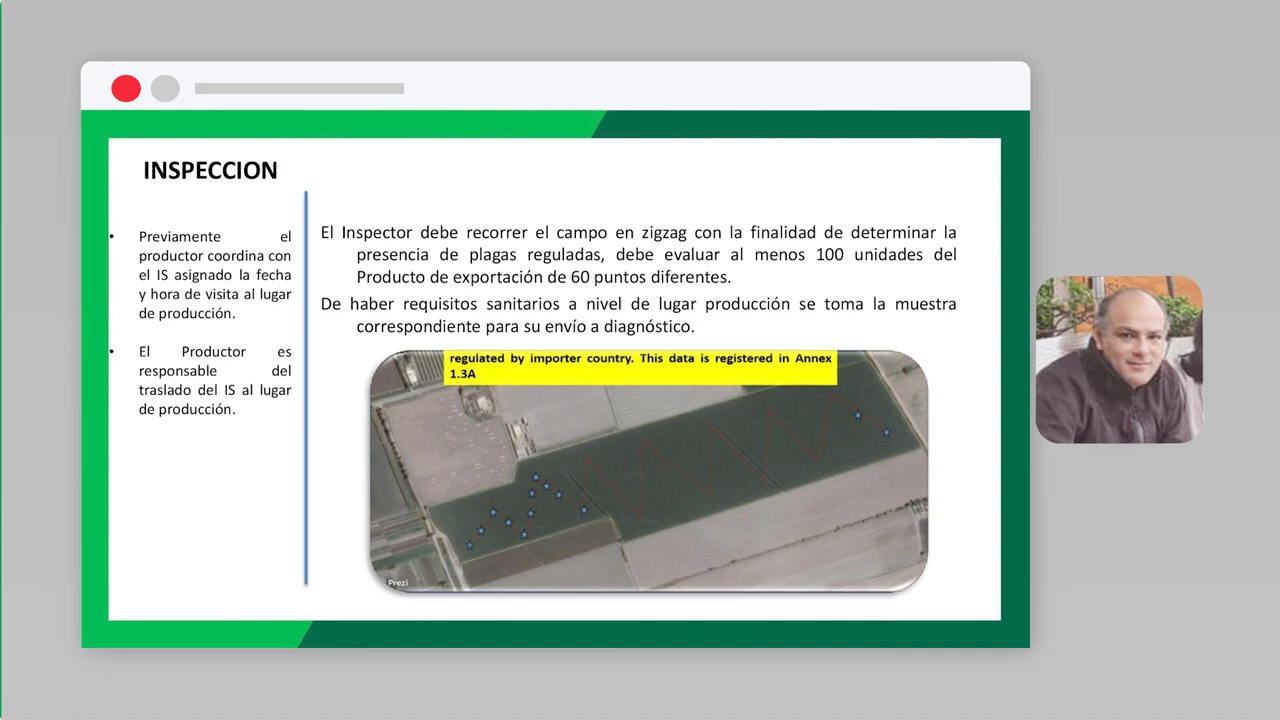 INSPECCION
• Previamente el
productor coordina con
el IS asignado la fecha
y hora de visita al lugar
de producción.
• El Productor es
responsable del
traslado del IS al lugar
de producción.
El Inspector debe recorrer el campo en zigzag con la finalidad de determinar la
presencia de plagas reguladas, debe evaluar al menos 100 unidades del
Producto de exportación de 60 puntos diferentes.
De haber requisitos sanitarios a nivel de lugar producción se toma la muestra
correspondiente para su envío a diagnóstico.
regulated by importer country. This data is registered in Annex
1.3A
Prezi